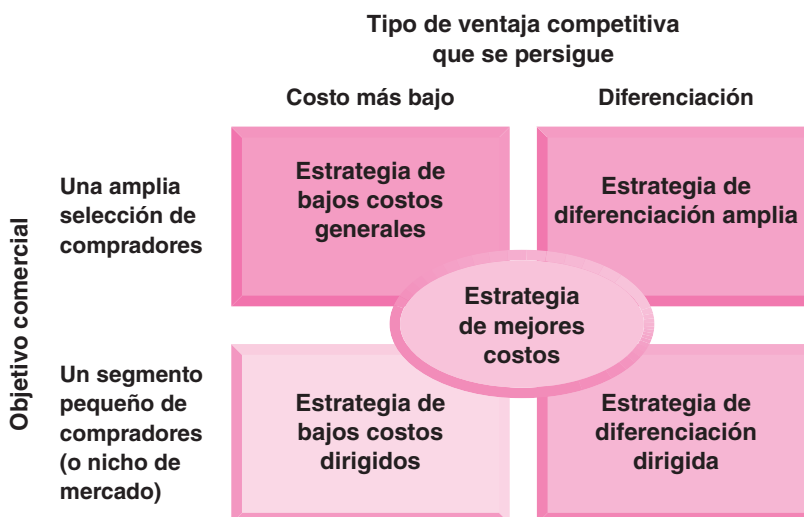 Tipo de ventaja competitiva
que se persigue
Costo más bajo
Diferenciación
Objetivo comercial
Una amplia
selección de
compradores
Estrategia de
bajos costos
generales
Estrategia de
diferenciación amplia
Estrategia
de mejores
costos
Un segmento
pequeño de
compradores
(o nicho de
mercado)
Estrategia de
bajos costos
dirigidos
Estrategia de
diferenciación
dirigida